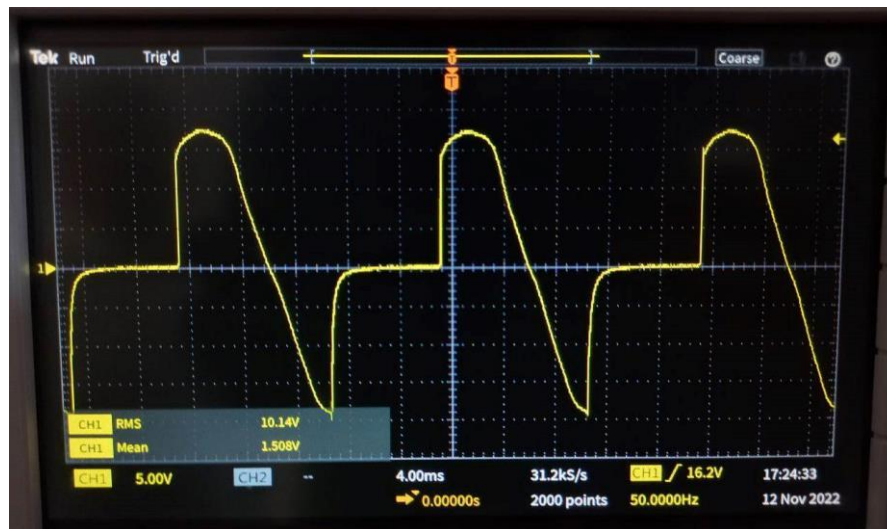 Tek Run Trig'd T Coarse ?
T
1
CH1 RMS 10.14V
CH1 Mean 1.508V
CH1 5.00V CH2 -- 4.00ms 31.2kS/s CH1 16.2V 17:24:33
0.00000s 2000 points 50.0000Hz 12 Nov 2022